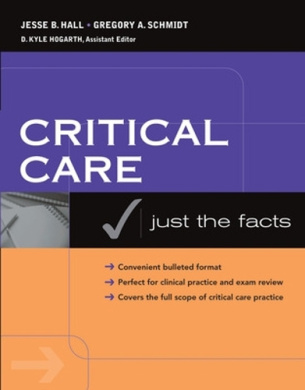 JESSE B. HALL • GREGORY A. SCHMIDT
D. KYLE HOGARTH, Assistant Editor
CRITICAL
CARE
just the facts
Convenient bulleted format
Perfect for clinical practice and exam review
Covers the full scope of critical care practice